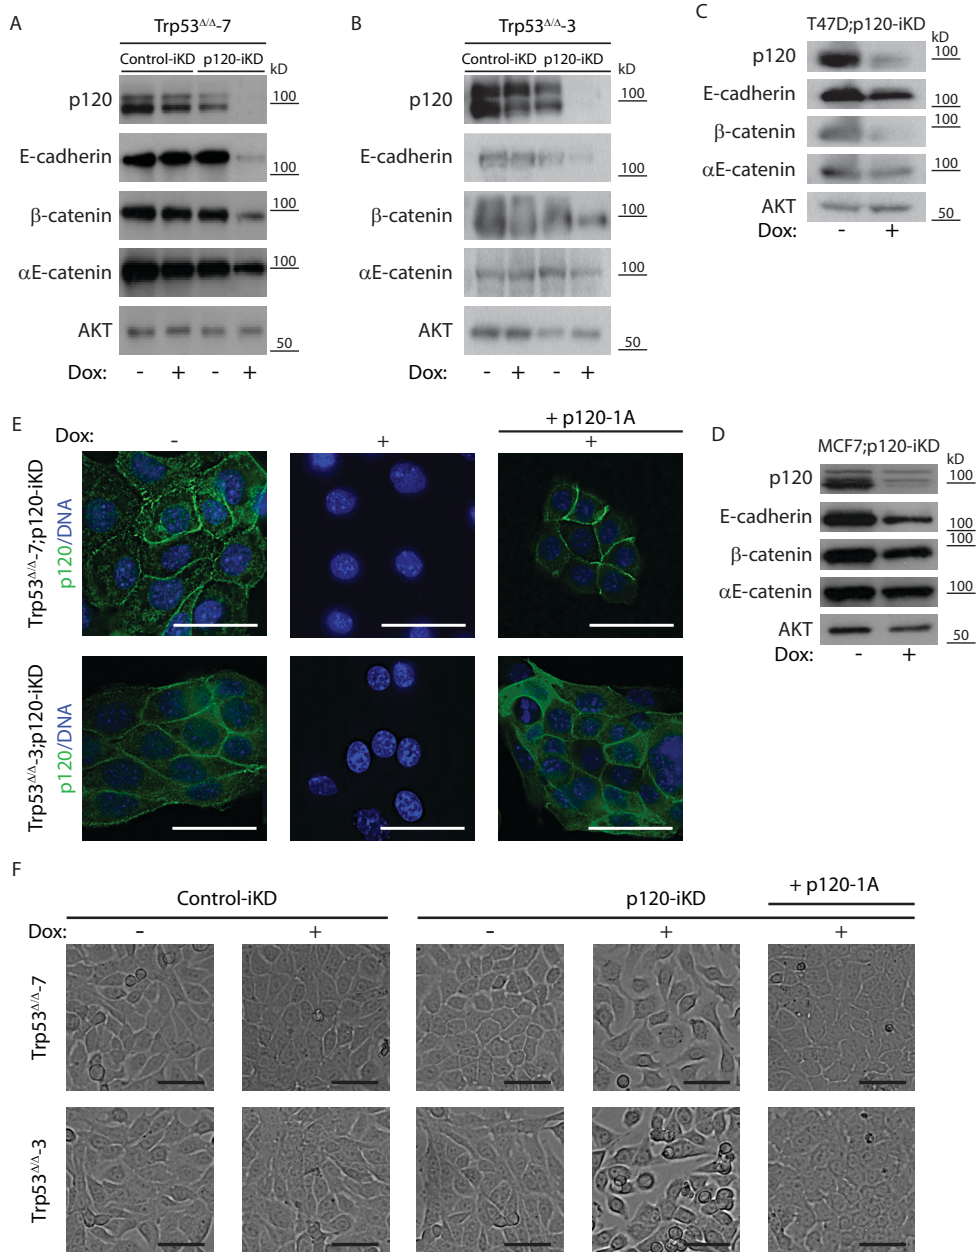 A
Trp53Δ/Δ-7
Control-iKD p120-iKD
kD
p120
100
E-cadherin
100
β-catenin
100
αE-catenin
100
AKT
50
Dox: - + - +
B
Trp53Δ/Δ-3
Control-iKD p120-iKD
kD
p120
100
E-cadherin
100
β-catenin
100
αE-catenin
100
AKT
50
Dox: - + - +
C
T47D;p120-iKD
kD
p120
100
E-cadherin
100
β-catenin
100
αE-catenin
100
AKT
50
Dox: - +
D
MCF7;p120-iKD
kD
p120
100
E-cadherin
100
β-catenin
100
αE-catenin
100
AKT
50
Dox: - +
E
+ p120-1A
Dox: - + +
Trp53Δ/Δ-7;p120-iKD
p120/DNA
Trp53Δ/Δ-3;p120-iKD
p120/DNA
F
+ p120-1A
Control-iKD p120-iKD
Dox: - + - + +
Trp53Δ/Δ-7
Trp53Δ/Δ-3